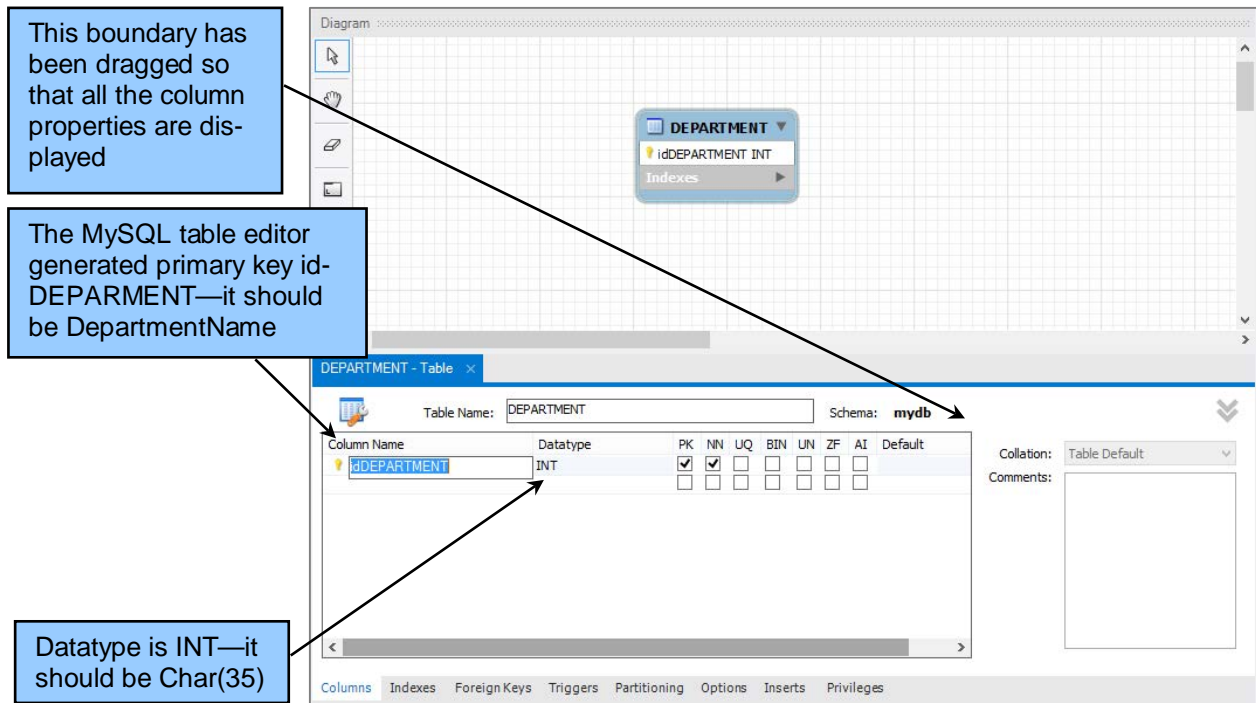 This boundary has
been dragged so
that all the column
properties are dis-
played
The MySQL table editor
generated primary key id-
DEPARMENT—it should
be DepartmentName
Datatype is INT—it
should be Char(35)
Diagram
DEPARTMENT
idDEPARTMENT INT
Indexes
DEPARTMENT - Table ×
Table Name: DEPARTMENT Schema: mydb
Column Name Datatype PK NN UQ BIN UN ZF AI Default
idDEPARTMENT INT
Collation: Table Default
Comments:
Columns Indexes Foreign Keys Triggers Partitioning Options Inserts Privileges